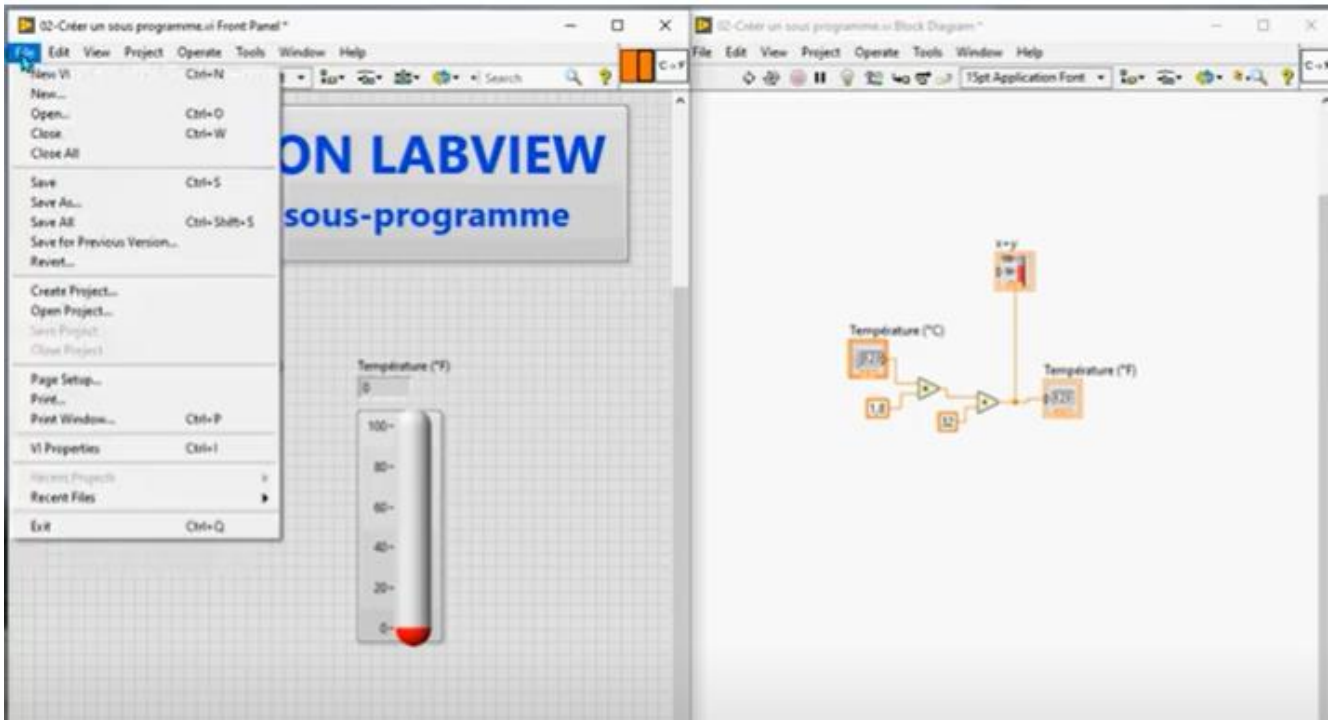 02-Créer un sous programme.vi Front Panel *
File Edit View Project Operate Tools Window Help
Search
C→F
New VI Ctrl+N
New...
Open... Ctrl+O
Close Ctrl+W
Close All
Save Ctrl+S
Save As...
Save All Ctrl+Shift+S
Save for Previous Version...
Revert...
Create Project...
Open Project...
Save Project
Close Project
Page Setup...
Print...
Print Window... Ctrl+P
VI Properties Ctrl+I
Recent Projects
Recent Files
Exit Ctrl+Q
ON LABVIEW
sous-programme
Température (°F)
0
100
80
60
40
20
0
02-Créer un sous programme.vi Block Diagram *
File Edit View Project Operate Tools Window Help
15pt Application Font
x=y
Température (°C)
1,8
32
Température (°F)